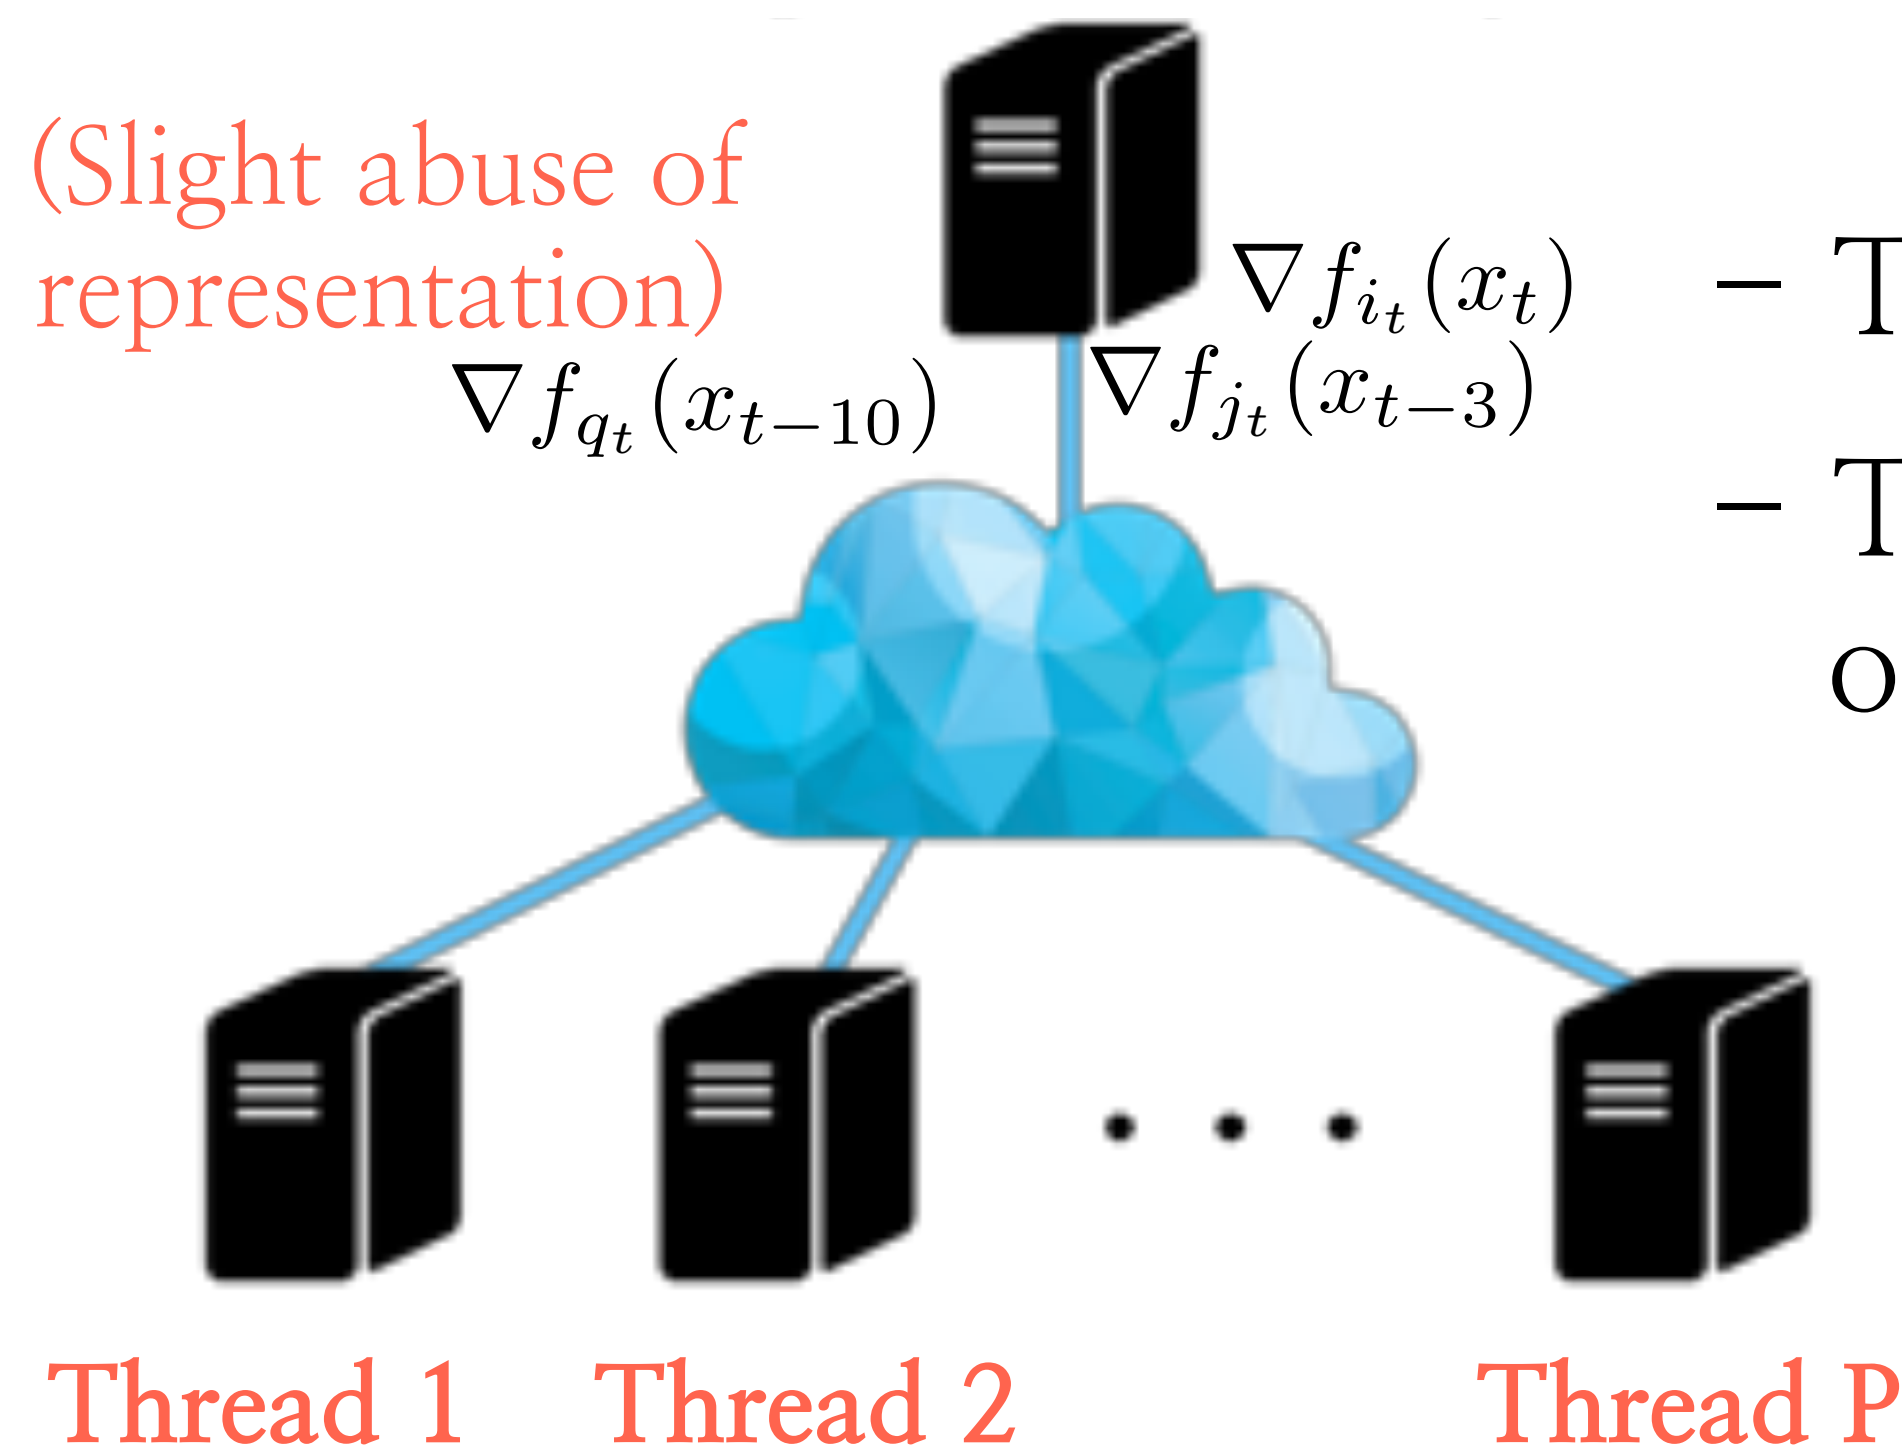 (Slight abuse of
representation)
∇f_{i_t}(x_t)
∇f_{q_t}(x_{t−10})
∇f_{j_t}(x_{t−3})
– T
– T
o
Thread 1
Thread 2
Thread P